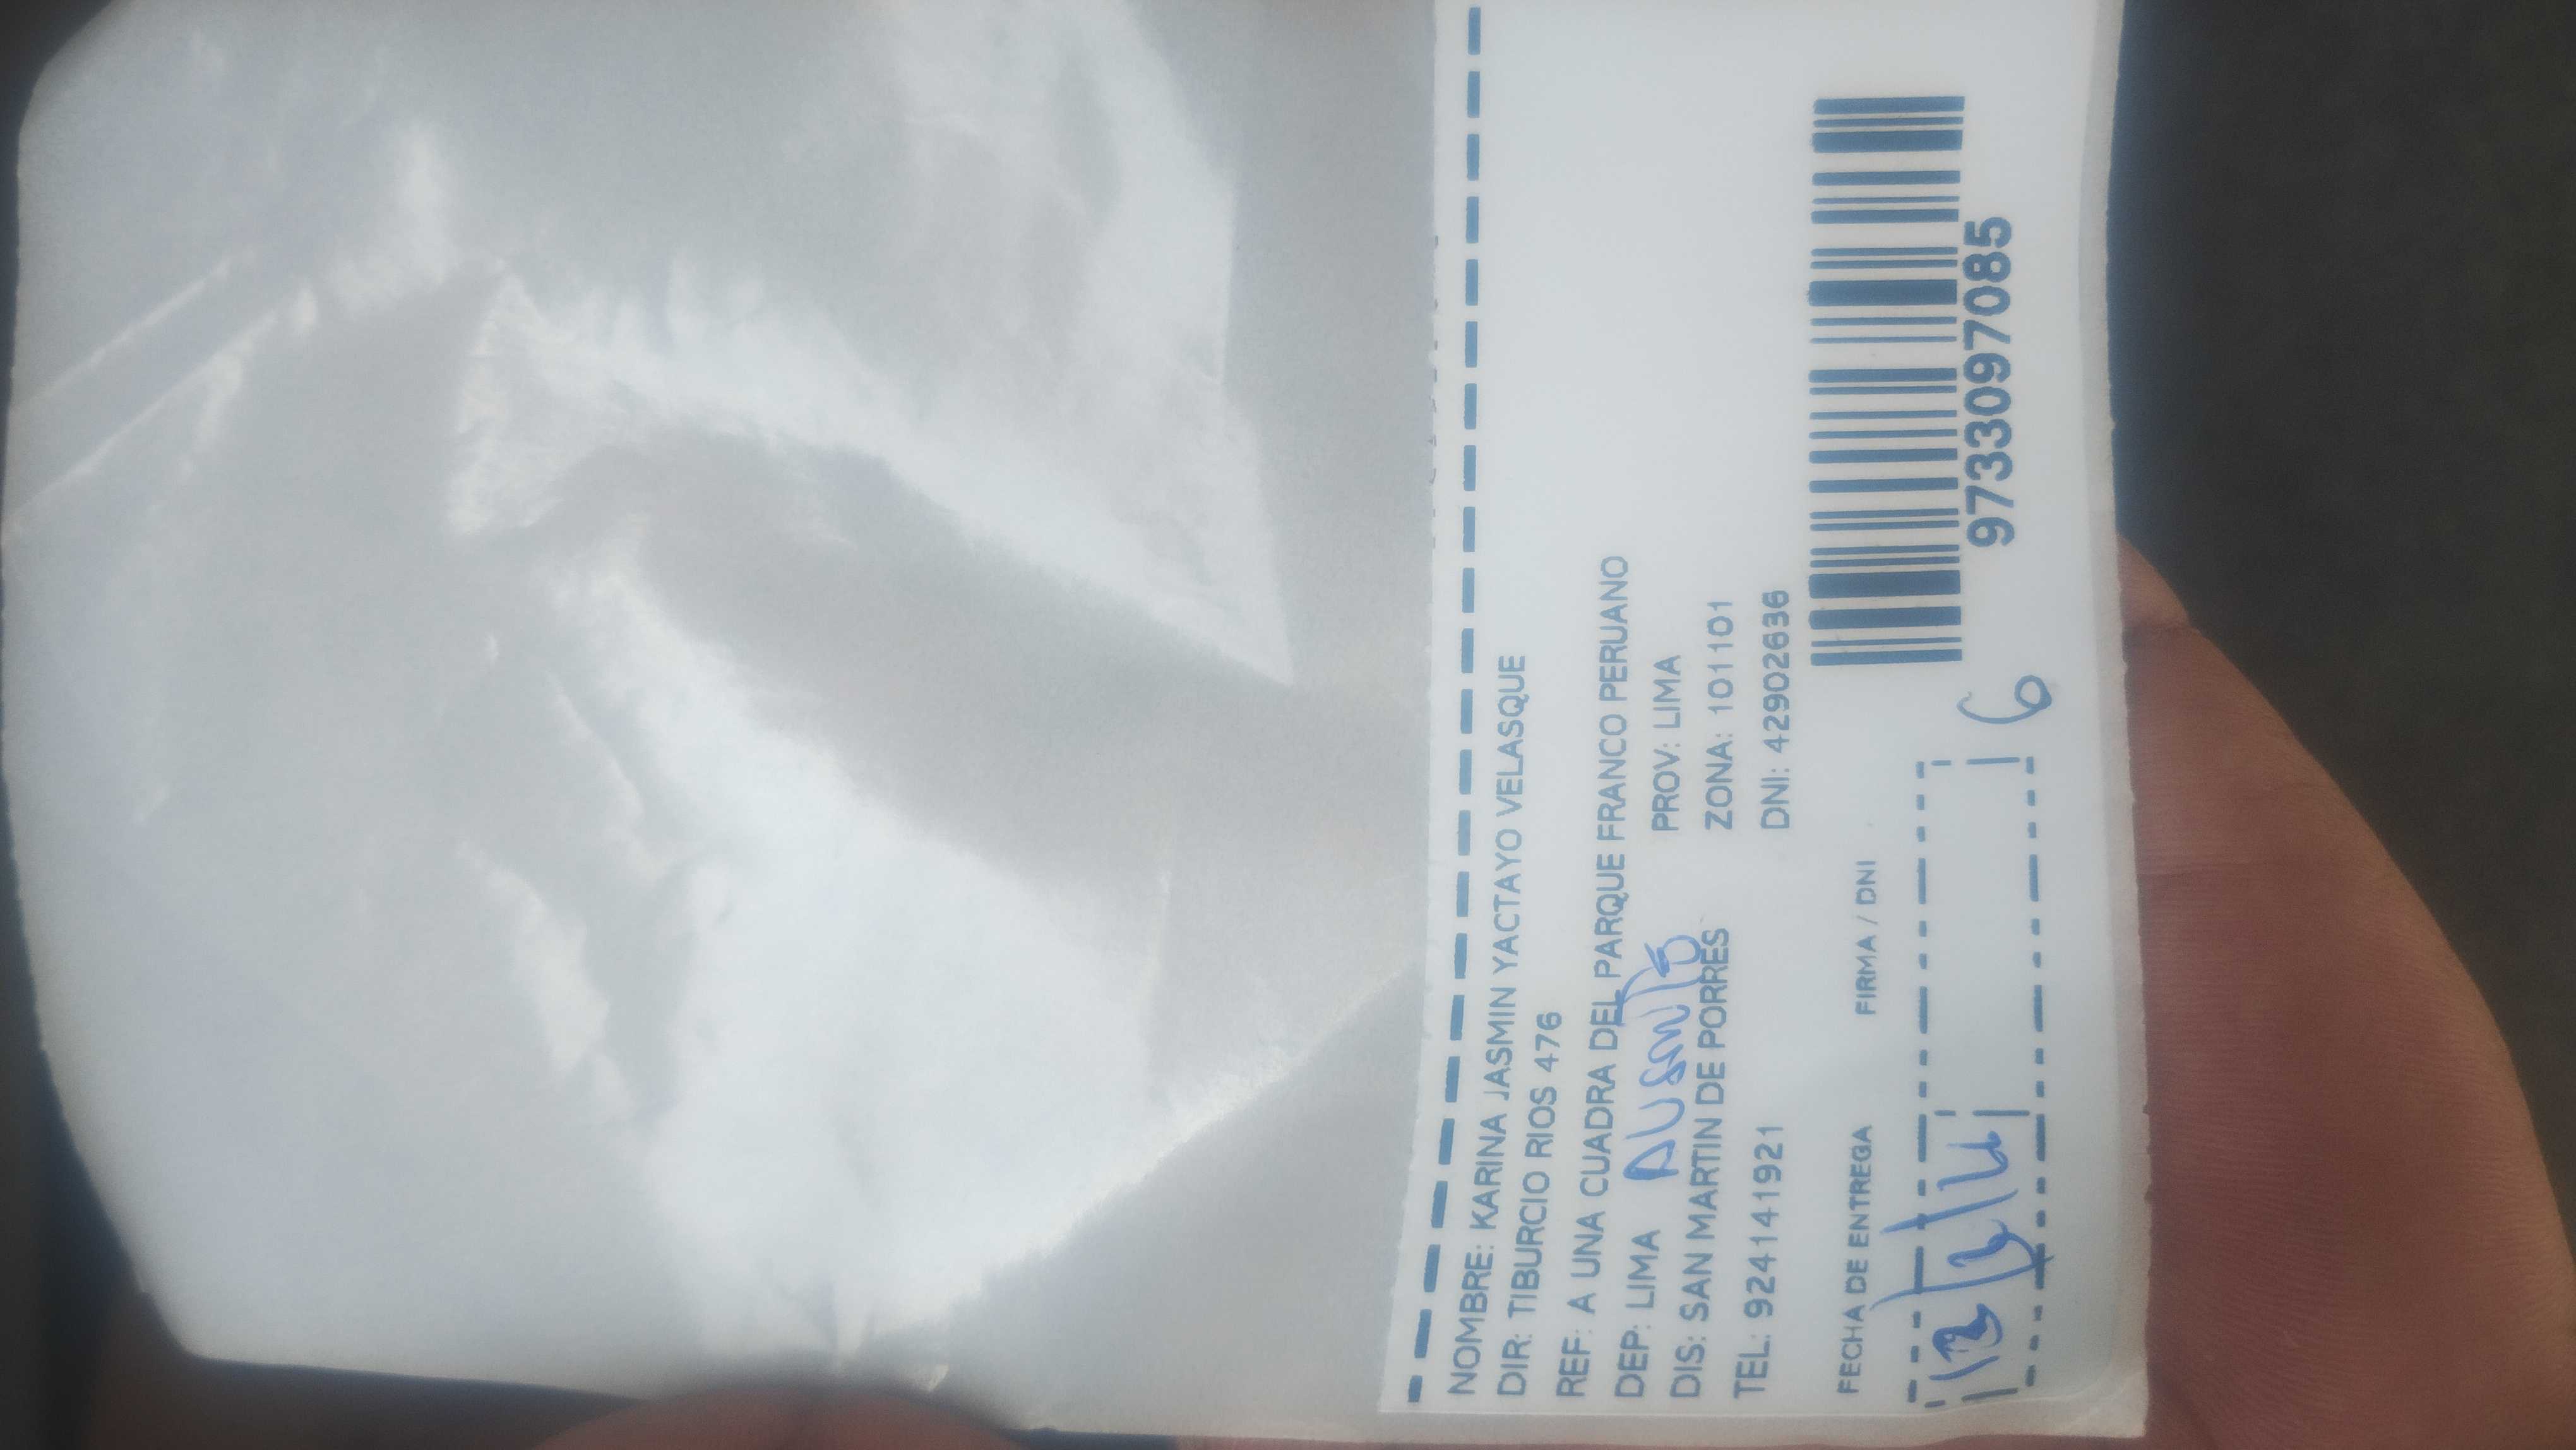 NOMBRE: KARINA JASMIN YACTAYO VELASQUE
DIR: TIBURCIO RIOS 476
REF: A UNA CUADRA DEL PARQUE FRANCO PERUANO
DEP: LIMA PROV: LIMA
DIS: SAN MARTIN DE PORRES ZONA: 101101
TEL: 924141921 DNI: 42902636
FECHA DE ENTREGA FIRMA / DNI
6
9733097085